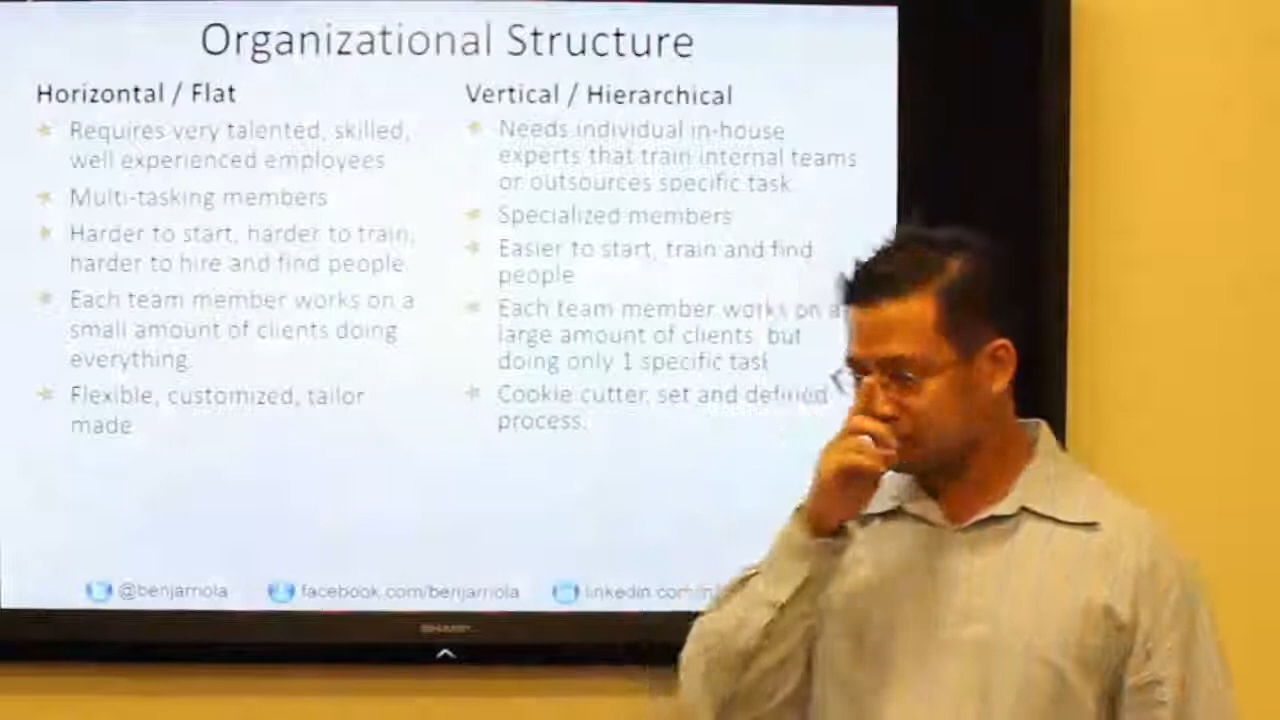 Organizational Structure
Horizontal / Flat
Requires very talented, skilled,
well experienced employees
Multi-tasking members
Harder to start, harder to train,
harder to hire and find people
Each team member works on a
small amount of clients doing
everything.
Flexible, customized, tailor
made
Vertical / Hierarchical
Needs individual in-house
experts that train internal teams
or outsources specific task.
Specialized members
Easier to start, train and find
people
Each team member works on a
large amount of clients, but
doing only 1 specific task
Cookie cutter, set and defined
process.
@benjarriola
facebook.com/benjarriola
linkedin.com/in/
SHARP